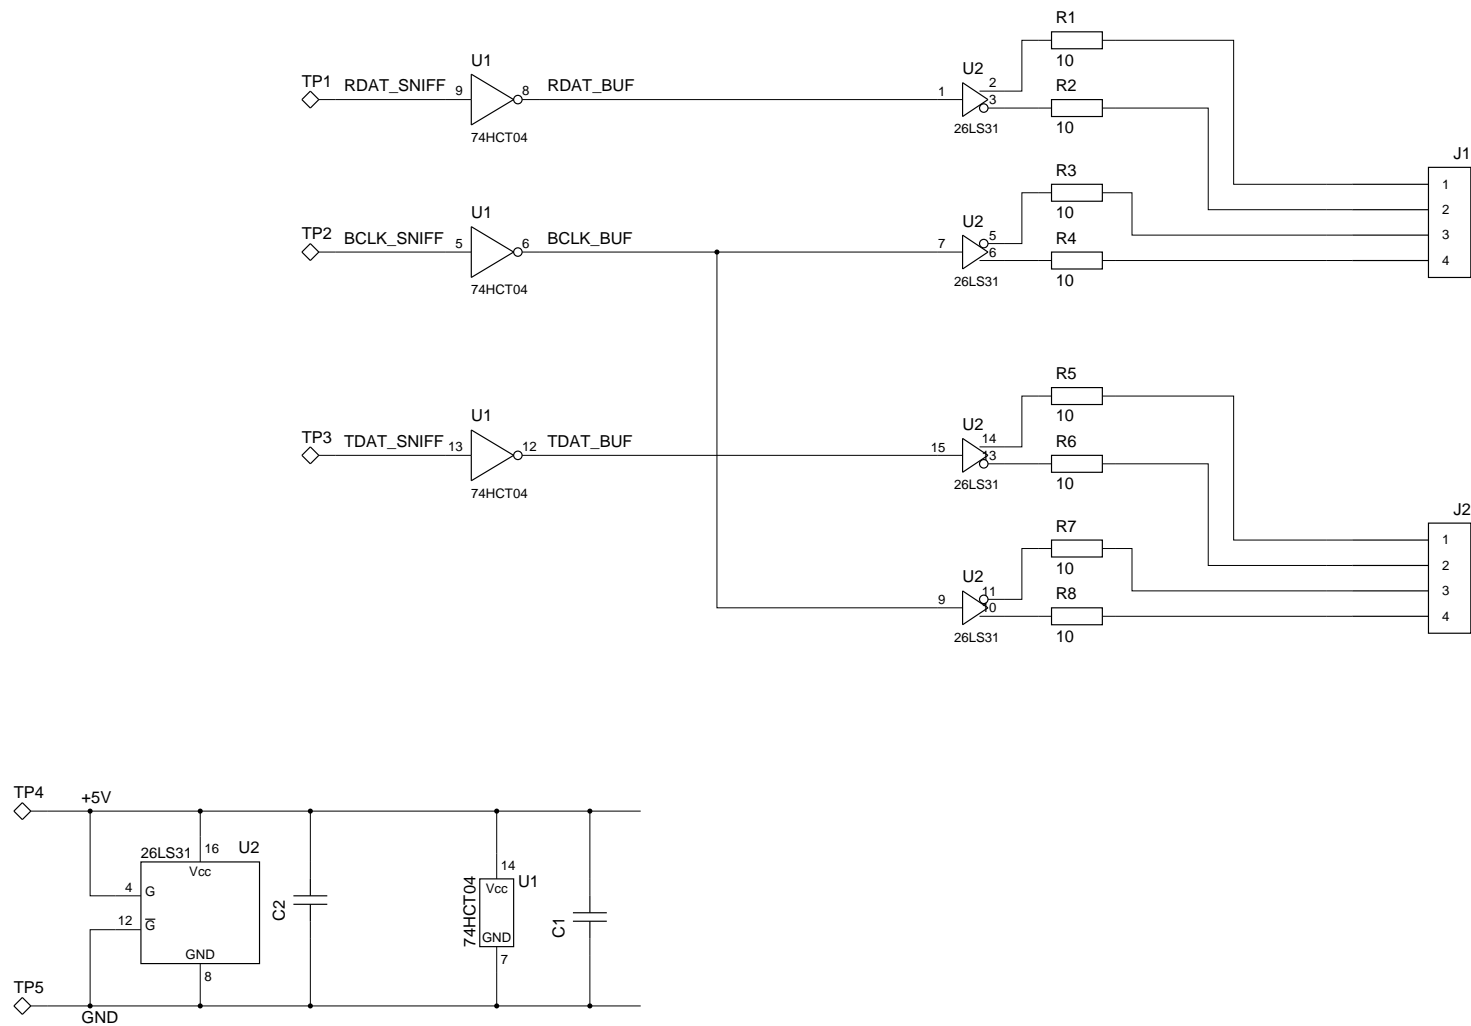 R1
10
U1
TP1
RDAT_SNIFF 9
8 RDAT_BUF
74HCT04
U2
1
2
3
26LS31
R2
10
J1
1
2
3
4
R3
10
U1
TP2
BCLK_SNIFF 5
6 BCLK_BUF
74HCT04
U2
7
5
6
26LS31
R4
10
R5
10
U1
TP3
TDAT_SNIFF 13
12 TDAT_BUF
74HCT04
U2
15
14
13
26LS31
R6
10
J2
1
2
3
4
R7
10
U2
9
11
10
26LS31
R8
10
TP4
+5V
26LS31
16
U2
Vcc
4
G
12
G
GND
8
C2
14
Vcc
U1
74HCT04
GND
7
C1
TP5
GND